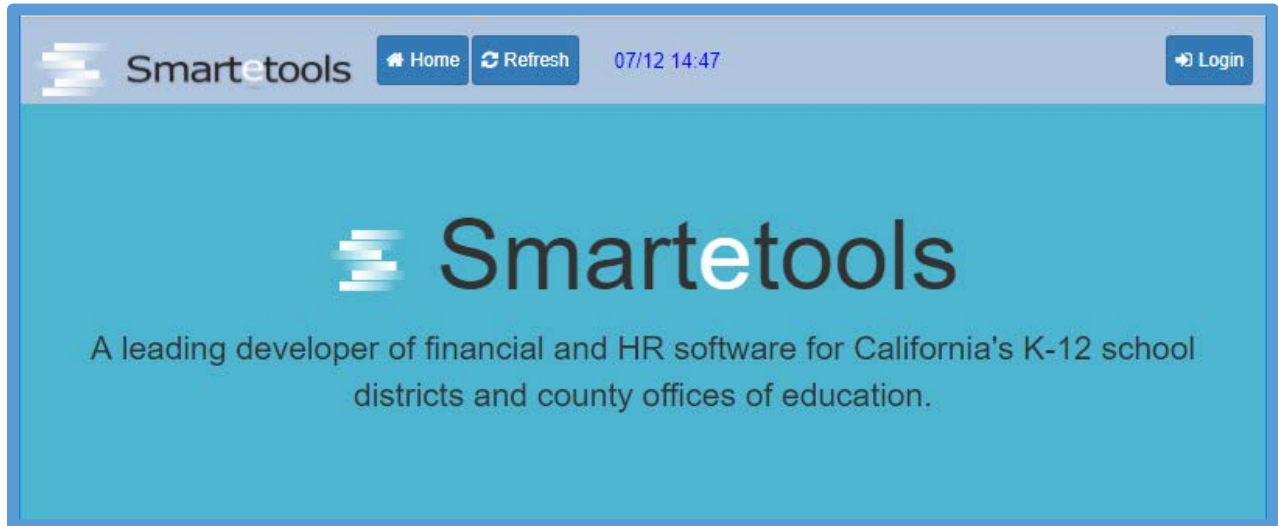 Smartetools Home Refresh 07/12 14:47 Login
Smartetools
A leading developer of financial and HR software for California's K-12 school
districts and county offices of education.